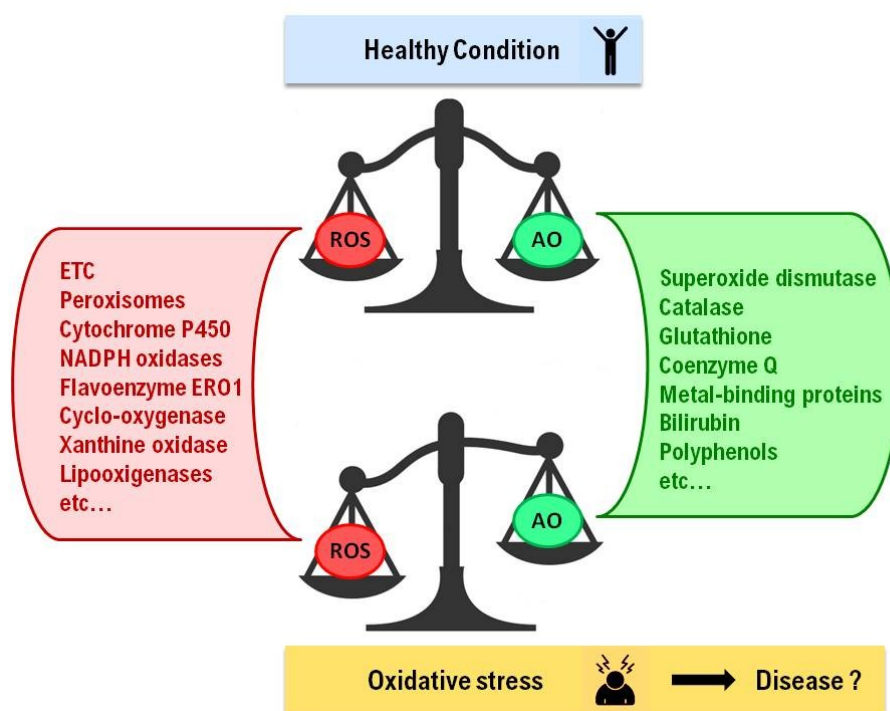 Healthy Condition
ROS
AO
ETC
Peroxisomes
Cytochrome P450
NADPH oxidases
Flavoenzyme ERO1
Cyclo-oxygenase
Xanthine oxidase
Lipooxigenases
etc...
Superoxide dismutase
Catalase
Glutathione
Coenzyme Q
Metal-binding proteins
Bilirubin
Polyphenols
etc...
ROS
AO
Oxidative stress
Disease ?